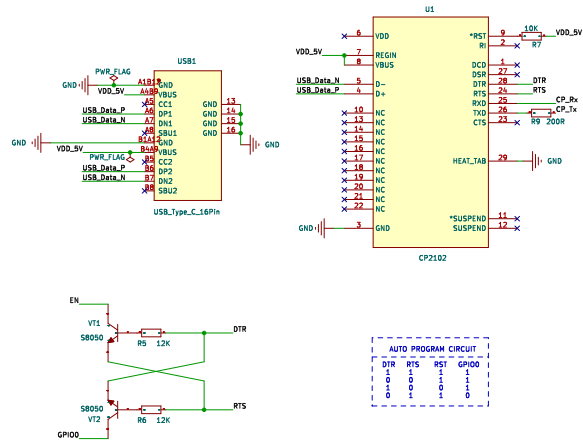 USB1
PWR_FLAG
GND
VDD_5V
A1B12
GND
A4B9
VBUS
A5
CC1
USB_Data_P
A6
DP1
USB_Data_N
A7
DN1
A8
SBU1
GND
B1A12
GND
VDD_5V
B4A9
VBUS
PWR_FLAG
B5
CC2
USB_Data_P
B6
DP2
USB_Data_N
B7
DN2
B8
SBU2
GND 13
GND 14
GND 15
GND 16
GND
USB_Type_C_16Pin
U1
6 VDD
VDD_5V
7 REGIN
8 VBUS
USB_Data_N 5 D-
USB_Data_P 4 D+
10 NC
13 NC
14 NC
15 NC
16 NC
17 NC
18 NC
19 NC
20 NC
21 NC
22 NC
GND 3 GND
*RST 9
10K
R7
VDD_5V
RI 2
DCD 1
DSR 27
DTR 28 DTR
RTS 24 RTS
RXD 25 CP_Rx
TXD 26 CP_Tx
R9 200R
CTS 23
HEAT_TAB 29 GND
*SUSPEND 11
SUSPEND 12
CP2102
EN
VT1
S8050
R5 12K
DTR
S8050
VT2
R6 12K
RTS
GPIO0
AUTO PROGRAM CIRCUIT
DTR RTS RST GPIO0
1 1 1 1
0 0 1 1
1 0 0 1
0 1 1 0